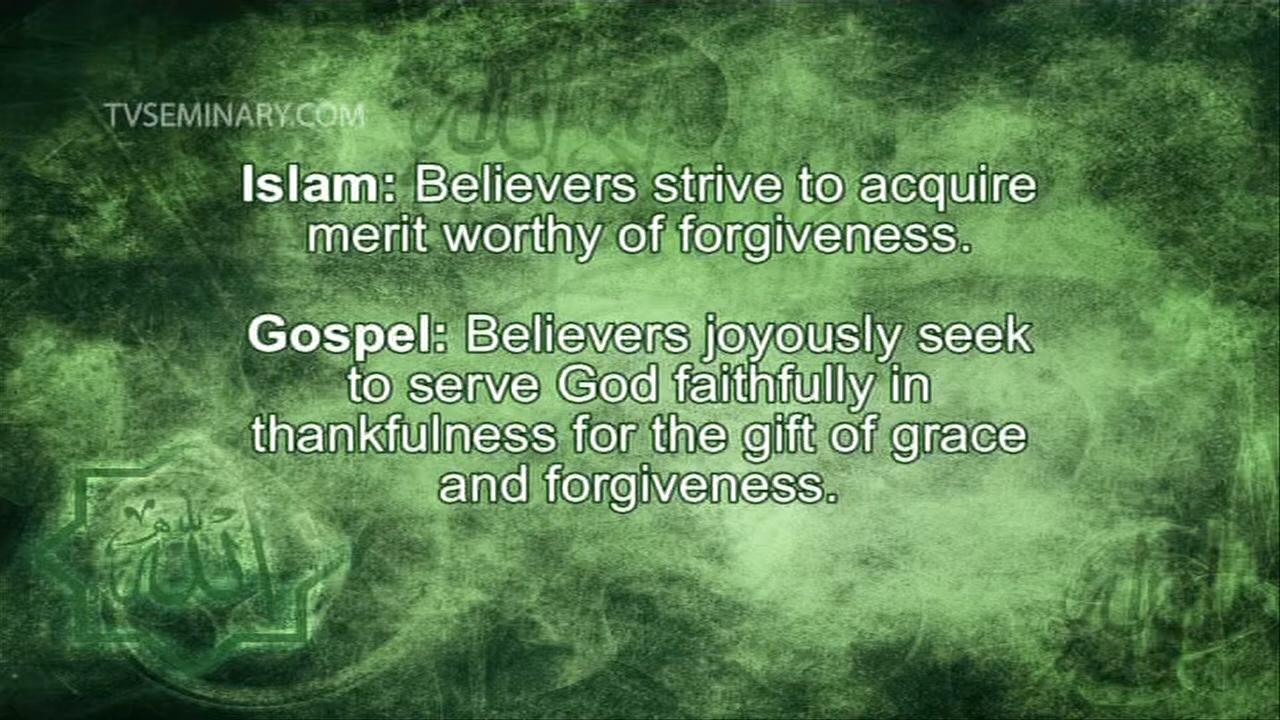 TVSEMINARY.COM
Islam: Believers strive to acquire
merit worthy of forgiveness.
Gospel: Believers joyously seek
to serve God faithfully in
thankfulness for the gift of grace
and forgiveness.
الله